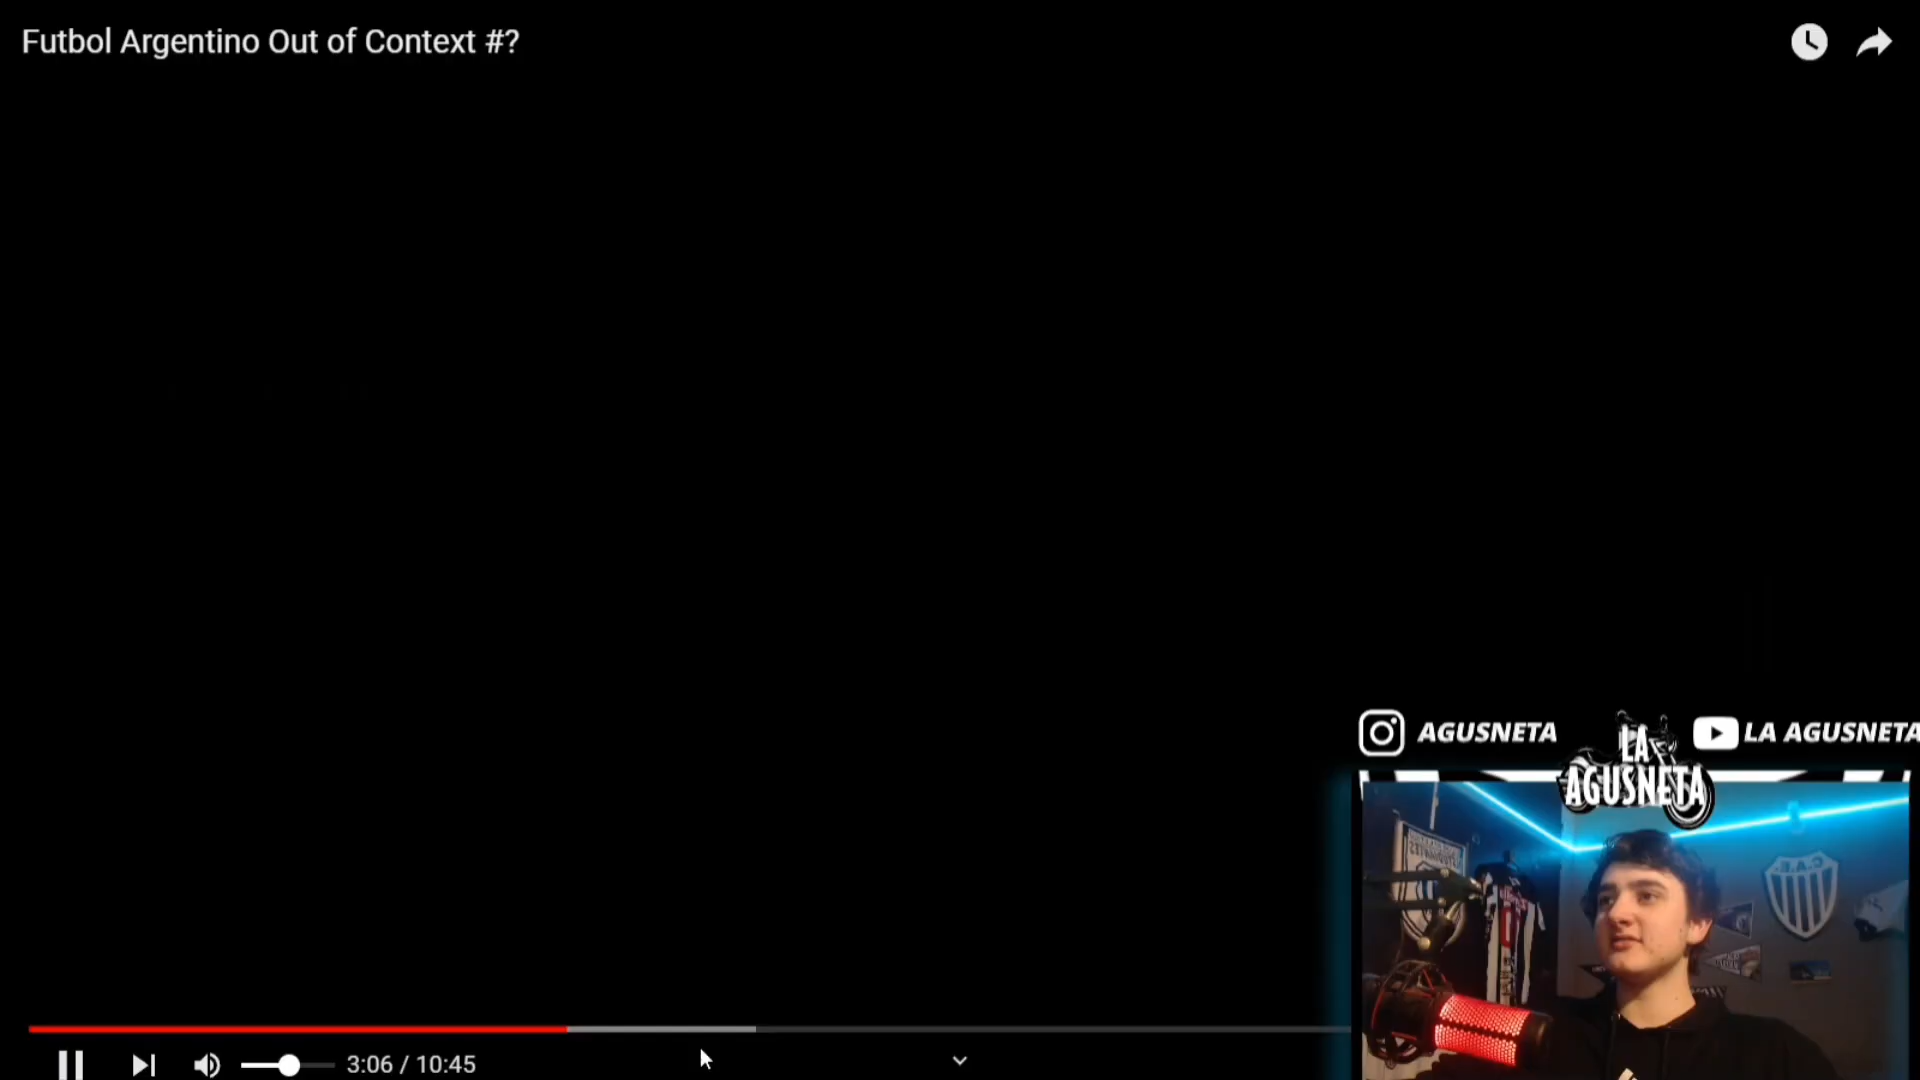 Futbol Argentino Out of Context #?
AGUSNETA
LA
AGUSNETA
LA AGUSNETA
C.A.E.
3:06 / 10:45